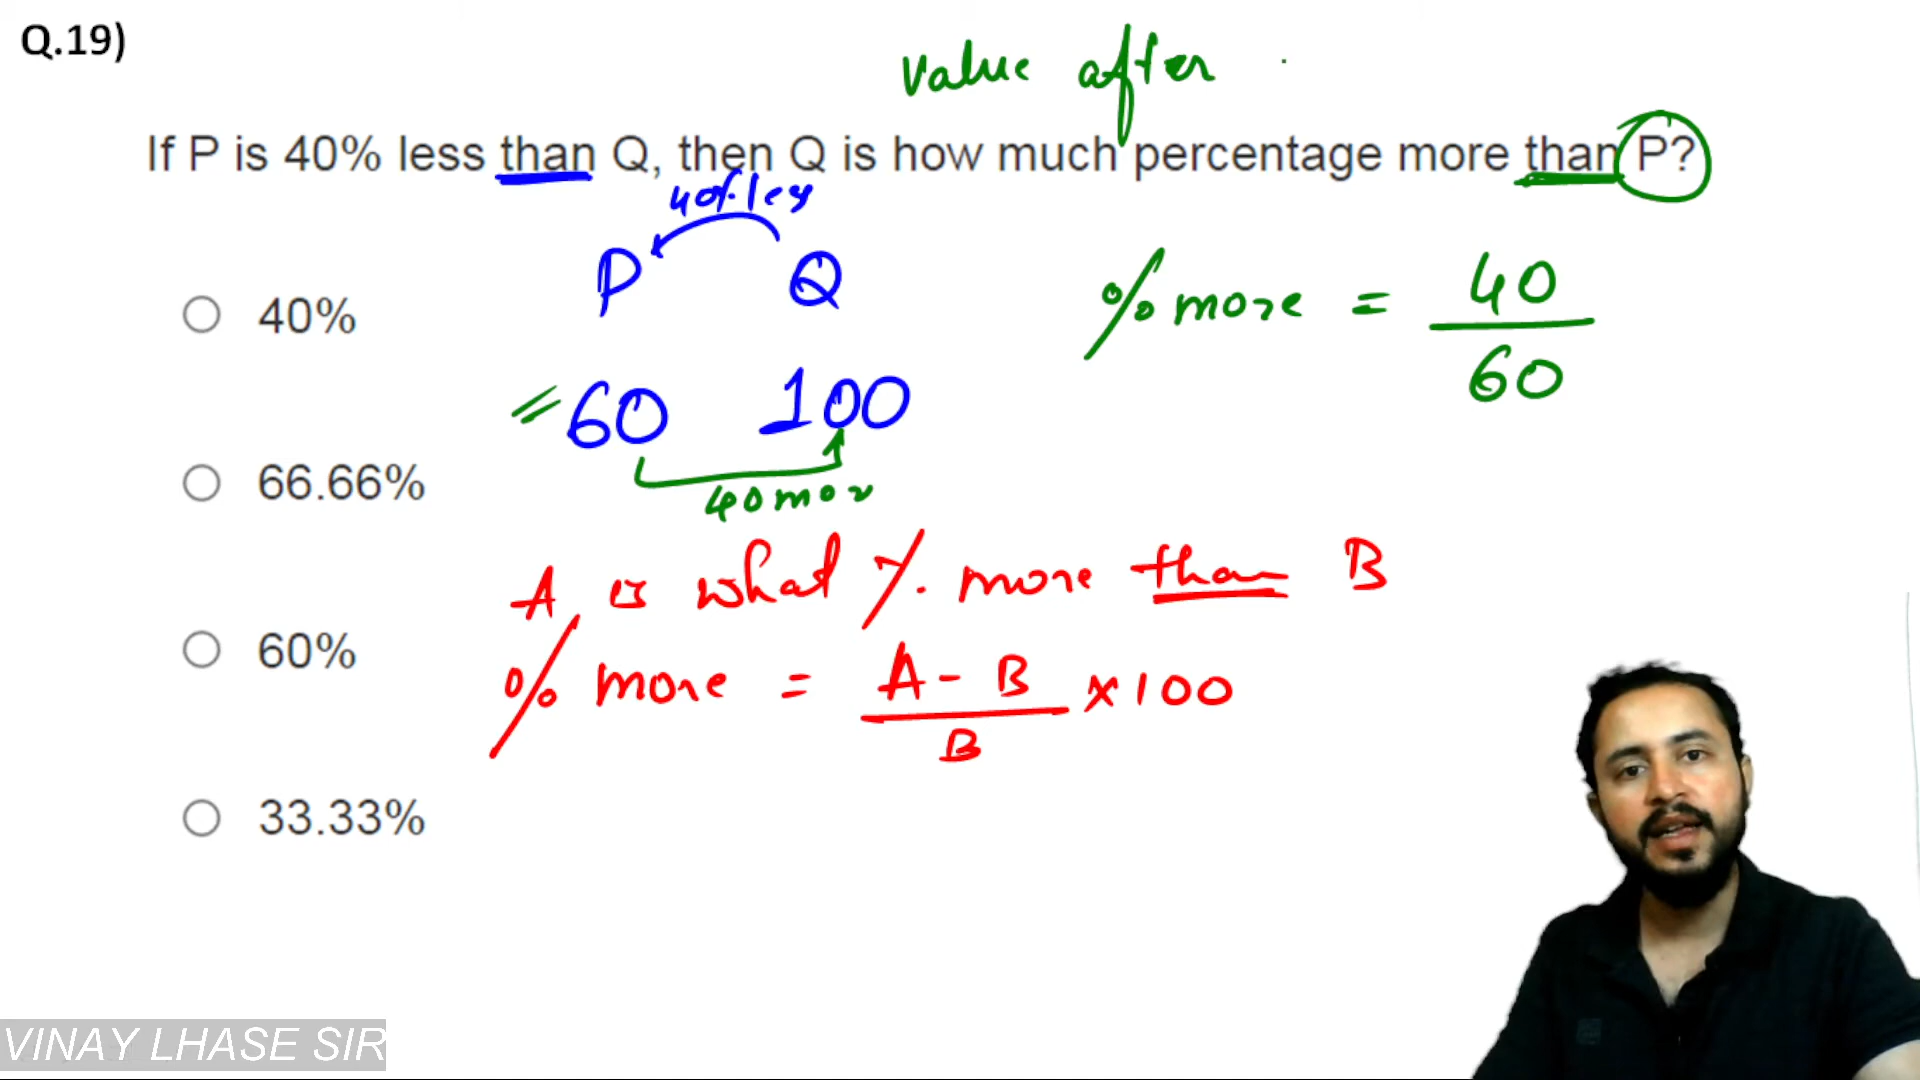 Q.19)
value after
If P is 40% less than Q, then Q is how much percentage more than P?
40% less
P Q
% more = 40
60
40%
60 100
40 more
66.66%
A is what % more than B
60%
% more = A - B × 100
B
33.33%
VINAY LHASE SIR